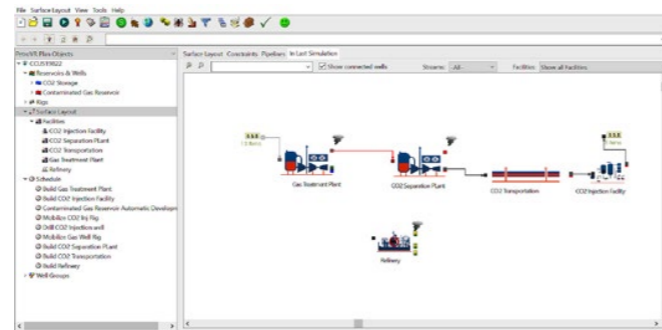 File Surface Layout View Tools Help
PetroVR Plus Objects
CCUSTRI022
Reservoirs & Wells
CO2 Storage
Contaminated Gas Reservoir
Rigs
Surface Layout
Facilities
CO2 Injection Facility
CO2 Separation PLant
CO2 Transportation
Gas Treatment Plant
Refinery
Schedule
Build Gas Treatment Plant
Build CO2 Injection Facility
Contaminated Gas Reservoir Automatic Developm
Mobilize CO2 Inj Rig
Drill CO2 Injection well
Mobilize Gas Well Rig
Build CO2 Separation PLant
Build CO2 Transportation
Build Refinery
Well Groups
Surface Layout Constraints Pipelines In Last Simulation
Show connected wells Streams: -All- Facilities: Show all Facilities
Gas Treatment Plant
CO2 Separation PLant
CO2 Transportation
CO2 Injection Facility
Refinery